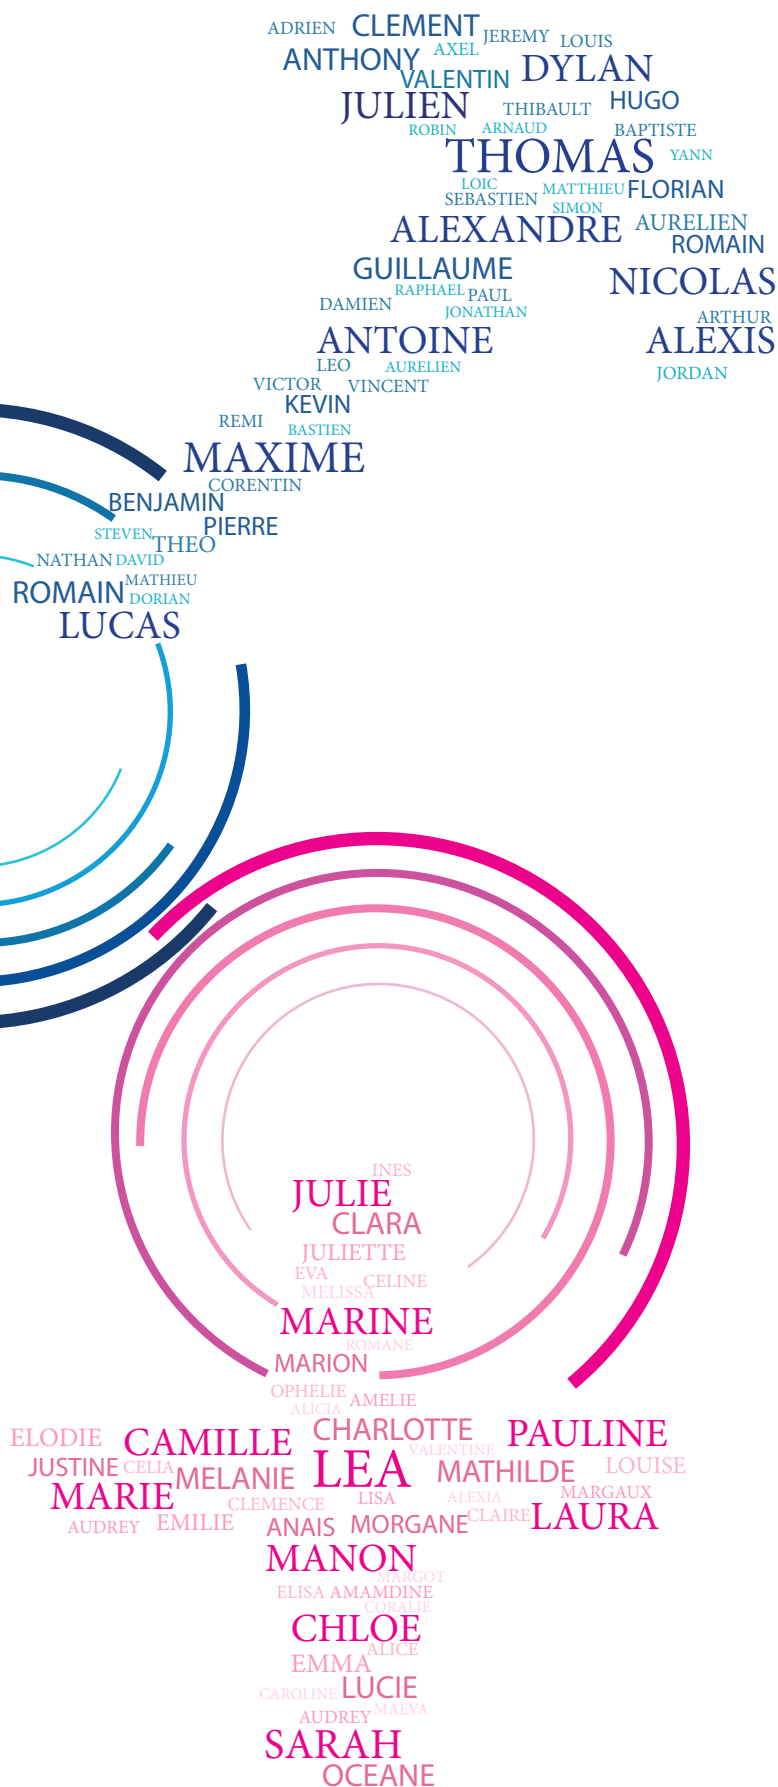 ADRIEN CLEMENT JEREMY LOUIS
ANTHONY AXEL
VALENTIN DYLAN
JULIEN THIBAULT HUGO
ROBIN ARNAUD BAPTISTE
THOMAS YANN
LOIC MATTHIEU FLORIAN
SEBASTIEN SIMON
ALEXANDRE AURELIEN
ROMAIN
GUILLAUME NICOLAS
RAPHAEL PAUL
DAMIEN JONATHAN ARTHUR
ANTOINE ALEXIS
LEO AURELIEN JORDAN
VICTOR VINCENT
KEVIN
REMI BASTIEN
MAXIME
CORENTIN
BENJAMIN
PIERRE
STEVEN THEO
NATHAN DAVID
MATHIEU
ROMAIN DORIAN
LUCAS
INES
JULIE
CLARA
JULIETTE
EVA CELINE
MELISSA
MARINE
ROMANE
MARION
OPHELIE AMELIE
ALICIA
ELODIE CAMILLE CHARLOTTE PAULINE
VALENTINE
JUSTINE CELIA MELANIE LEA MATHILDE LOUISE
MARIE CLEMENCE LISA ALEXIA MARGAUX
AUDREY EMILIE ANAIS MORGANE CLAIRE LAURA
MANON
MARGOT
ELISA AMAMDINE
CORALIE
CHLOE
ALICE
EMMA
CAROLINE LUCIE
AUDREY MAEVA
SARAH
OCEANE